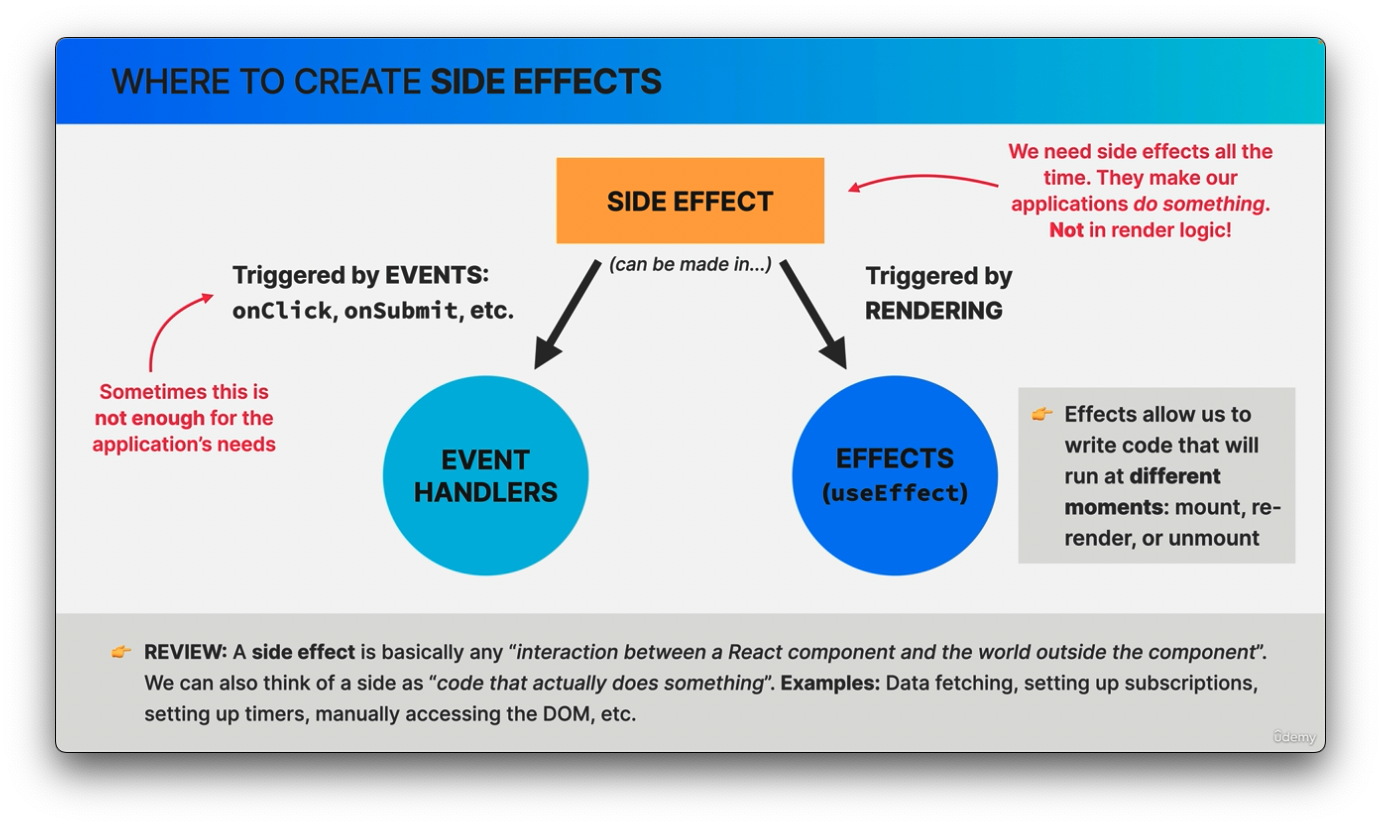 WHERE TO CREATE SIDE EFFECTS
SIDE EFFECT
We need side effects all the
time. They make our
applications do something.
Not in render logic!
(can be made in...)
Triggered by EVENTS:
onClick, onSubmit, etc.
Triggered by
RENDERING
Sometimes this is
not enough for the
application's needs
EVENT
HANDLERS
EFFECTS
(useEffect)
👉 Effects allow us to
write code that will
run at different
moments: mount, re-
render, or unmount
👉 REVIEW: A side effect is basically any “interaction between a React component and the world outside the component”.
We can also think of a side as “code that actually does something”. Examples: Data fetching, setting up subscriptions,
setting up timers, manually accessing the DOM, etc.
ûdemy